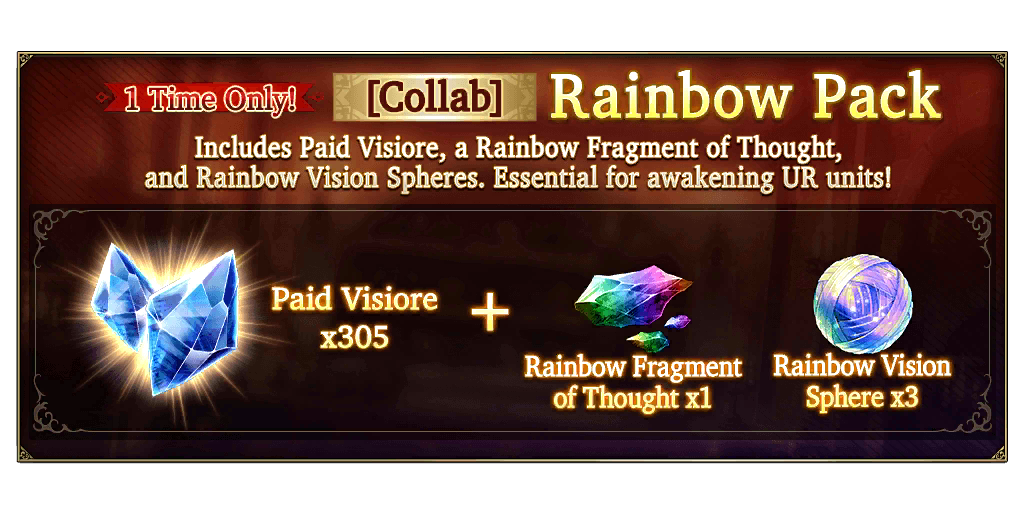 1 Time Only!
[Collab]
Rainbow Pack
Includes Paid Visiore, a Rainbow Fragment of Thought,
and Rainbow Vision Spheres. Essential for awakening UR units!
Paid Visiore
x305
+
Rainbow Fragment
of Thought x1
Rainbow Vision
Sphere x3